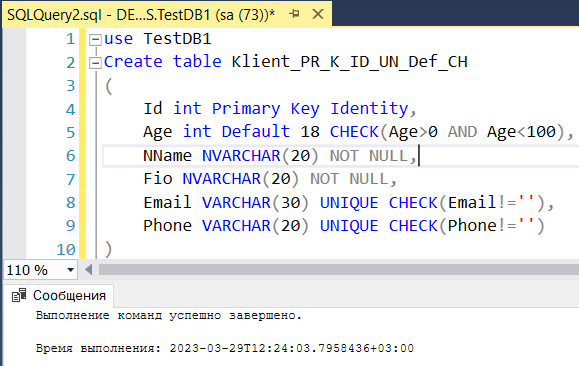 SQLQuery2.sql - DE...S.TestDB1 (sa (73))*
1 use TestDB1
2 Create table Klient_PR_K_ID_UN_Def_CH
3 (
4 Id int Primary Key Identity,
5 Age int Default 18 CHECK(Age>0 AND Age<100),
6 NName NVARCHAR(20) NOT NULL,
7 Fio NVARCHAR(20) NOT NULL,
8 Email VARCHAR(30) UNIQUE CHECK(Email!=''),
9 Phone VARCHAR(20) UNIQUE CHECK(Phone!='')
10 )
110 %
Сообщения
Выполнение команд успешно завершено.
Время выполнения: 2023-03-29T12:24:03.7958436+03:00